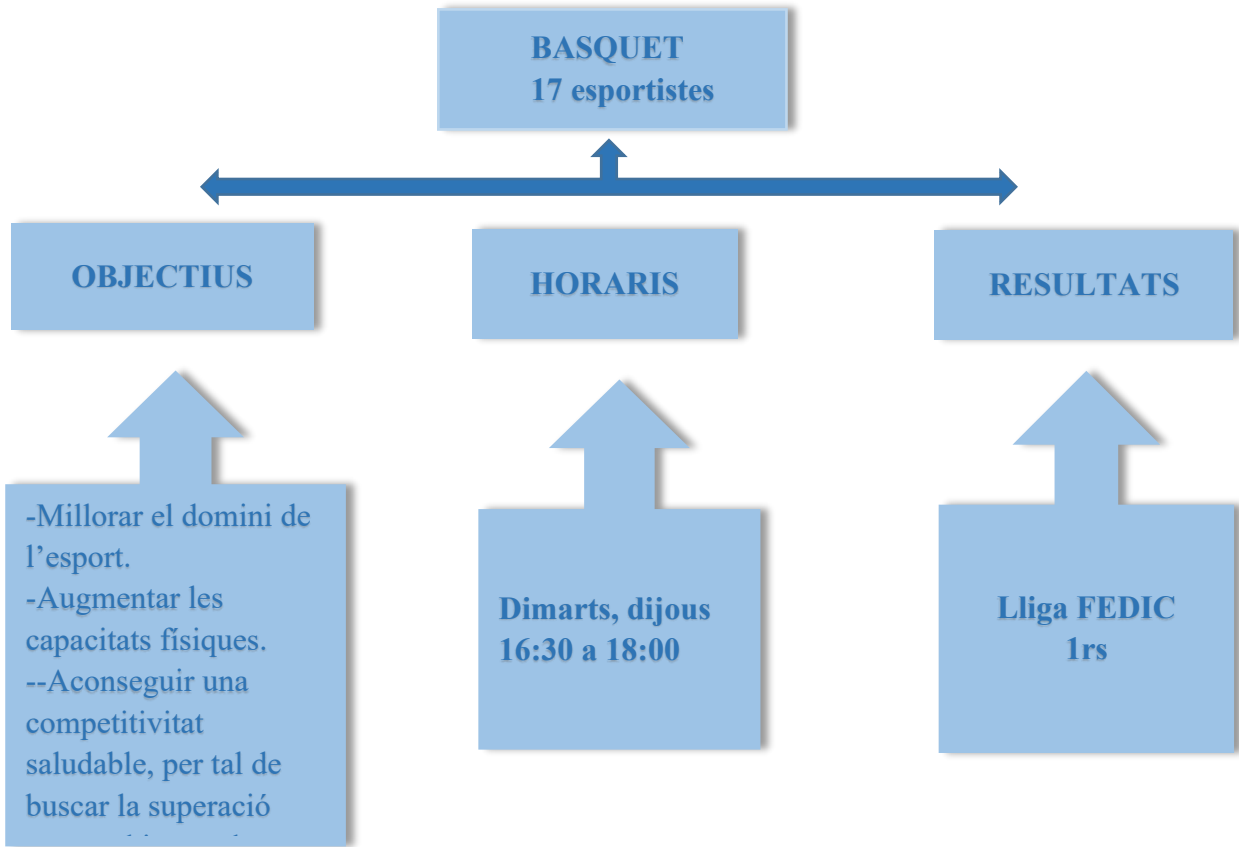 BASQUET
17 esportistes
OBJECTIUS
HORARIS
RESULTATS
-Millorar el domini de
l’esport.
-Augmentar les
capacitats físiques.
--Aconseguir una
competitivitat
saludable, per tal de
buscar la superació
Dimarts, dijous
16:30 a 18:00
Lliga FEDIC
1rs